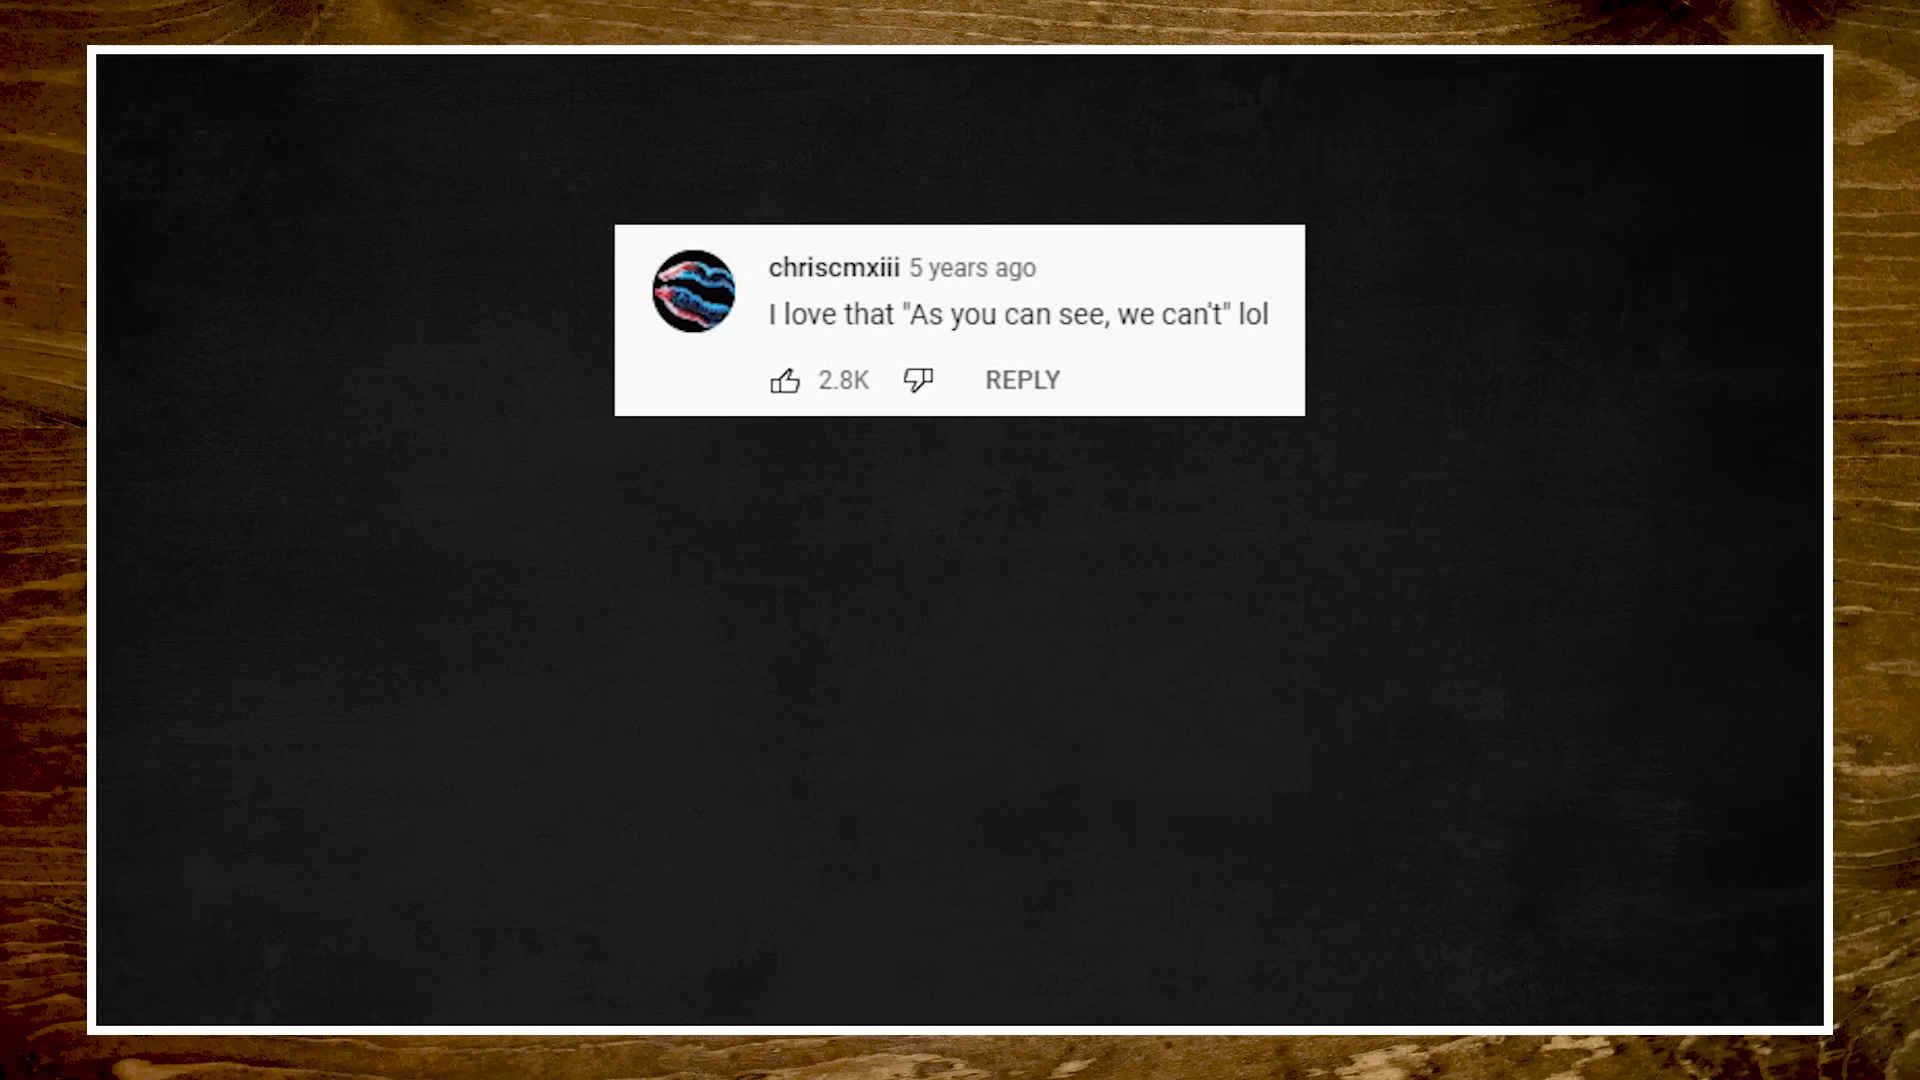 chriscmxiii 5 years ago
I love that "As you can see, we can't" lol
2.8K REPLY